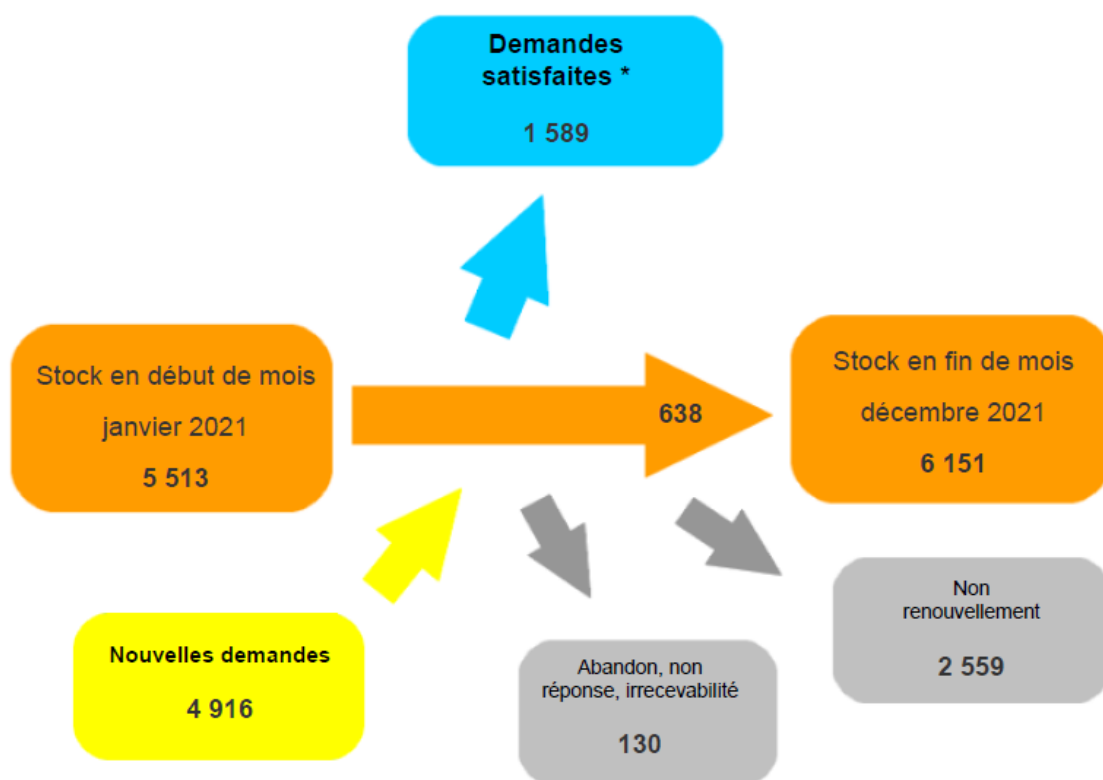 Demandes
satisfaites *
1 589
Stock en début de mois
janvier 2021
5 513
638
Stock en fin de mois
décembre 2021
6 151
Nouvelles demandes
4 916
Abandon, non
réponse, irrecevabilité
130
Non
renouvellement
2 559